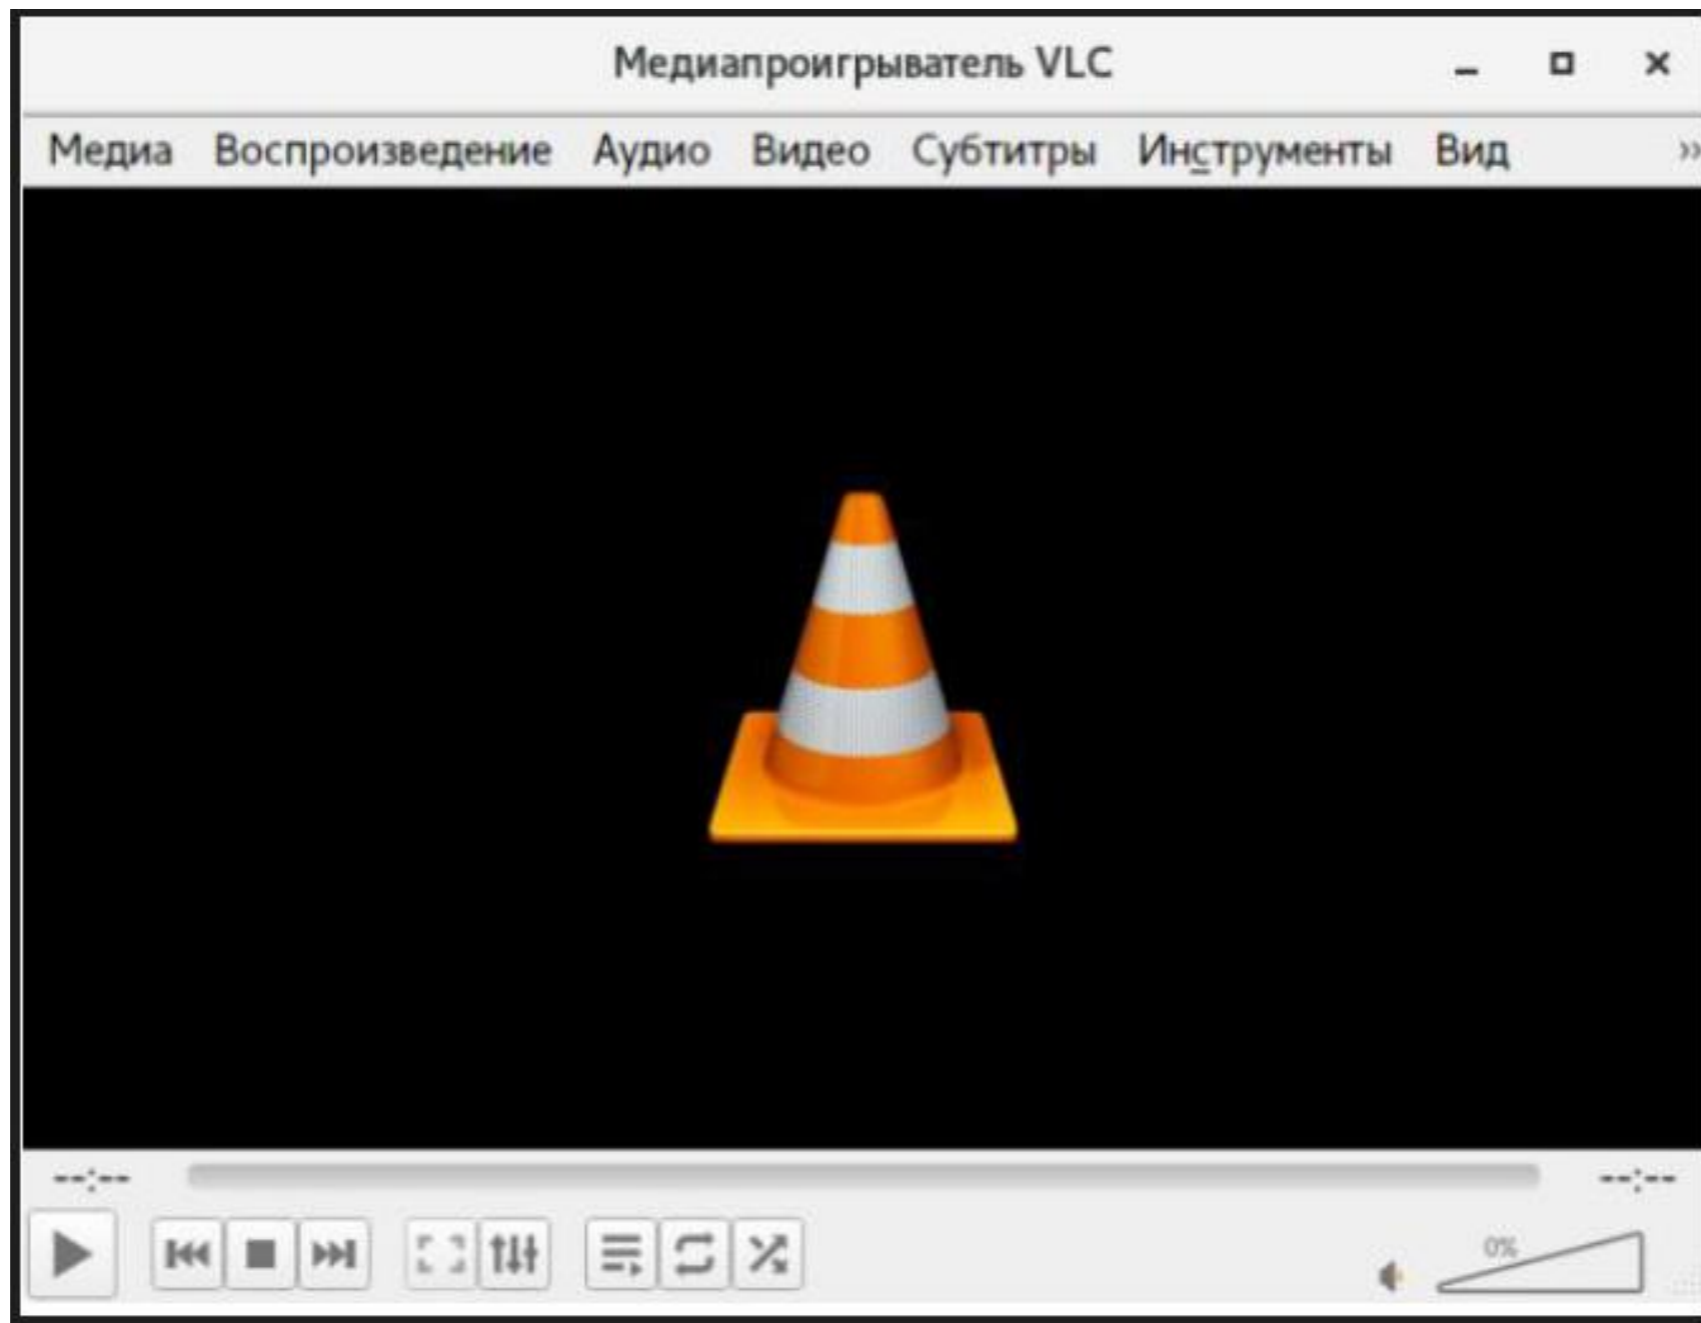 Медиапроигрыватель VLC
Медиа Воспроизведение Аудио Видео Субтитры Инструменты Вид »
--:-- --:--
0%